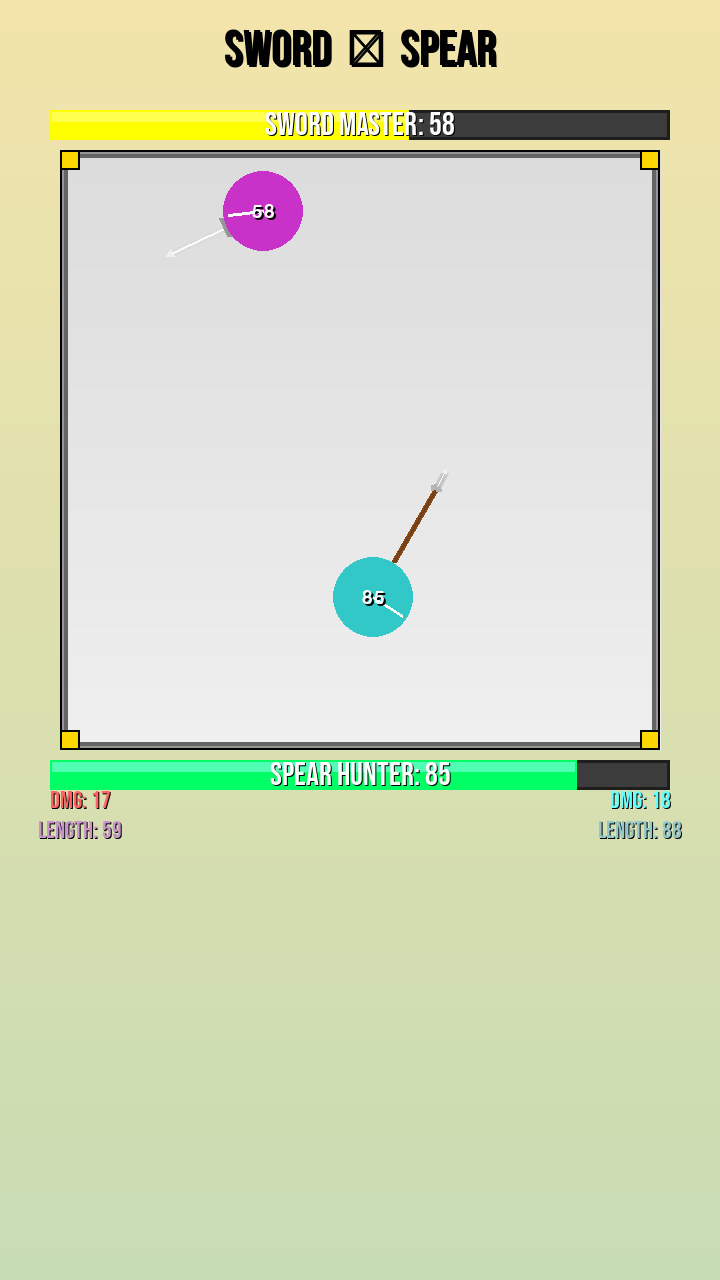 SWORD ☒ SPEAR
SWORD MASTER: 58
58
85
SPEAR HUNTER: 85
DMG: 17 DMG: 18
LENGTH: 59 LENGTH: 88